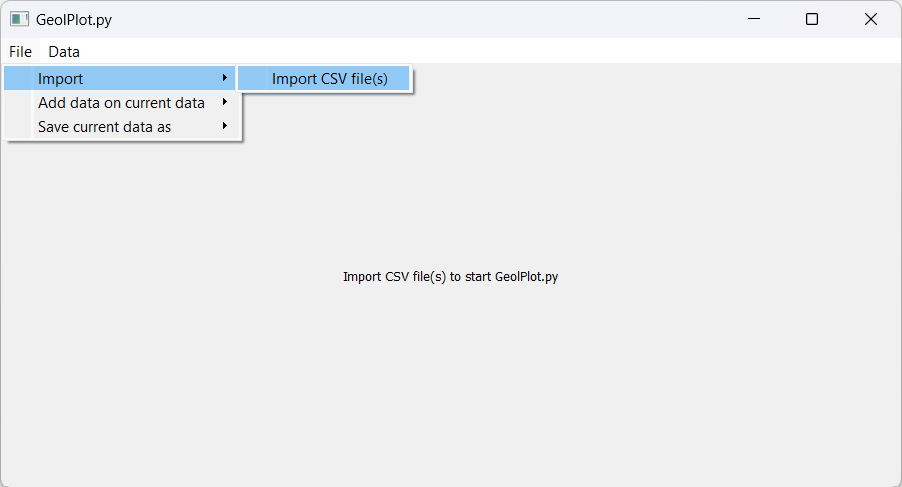 GeolPlot.py
File Data
Import Import CSV file(s)
Add data on current data
Save current data as
Import CSV file(s) to start GeolPlot.py